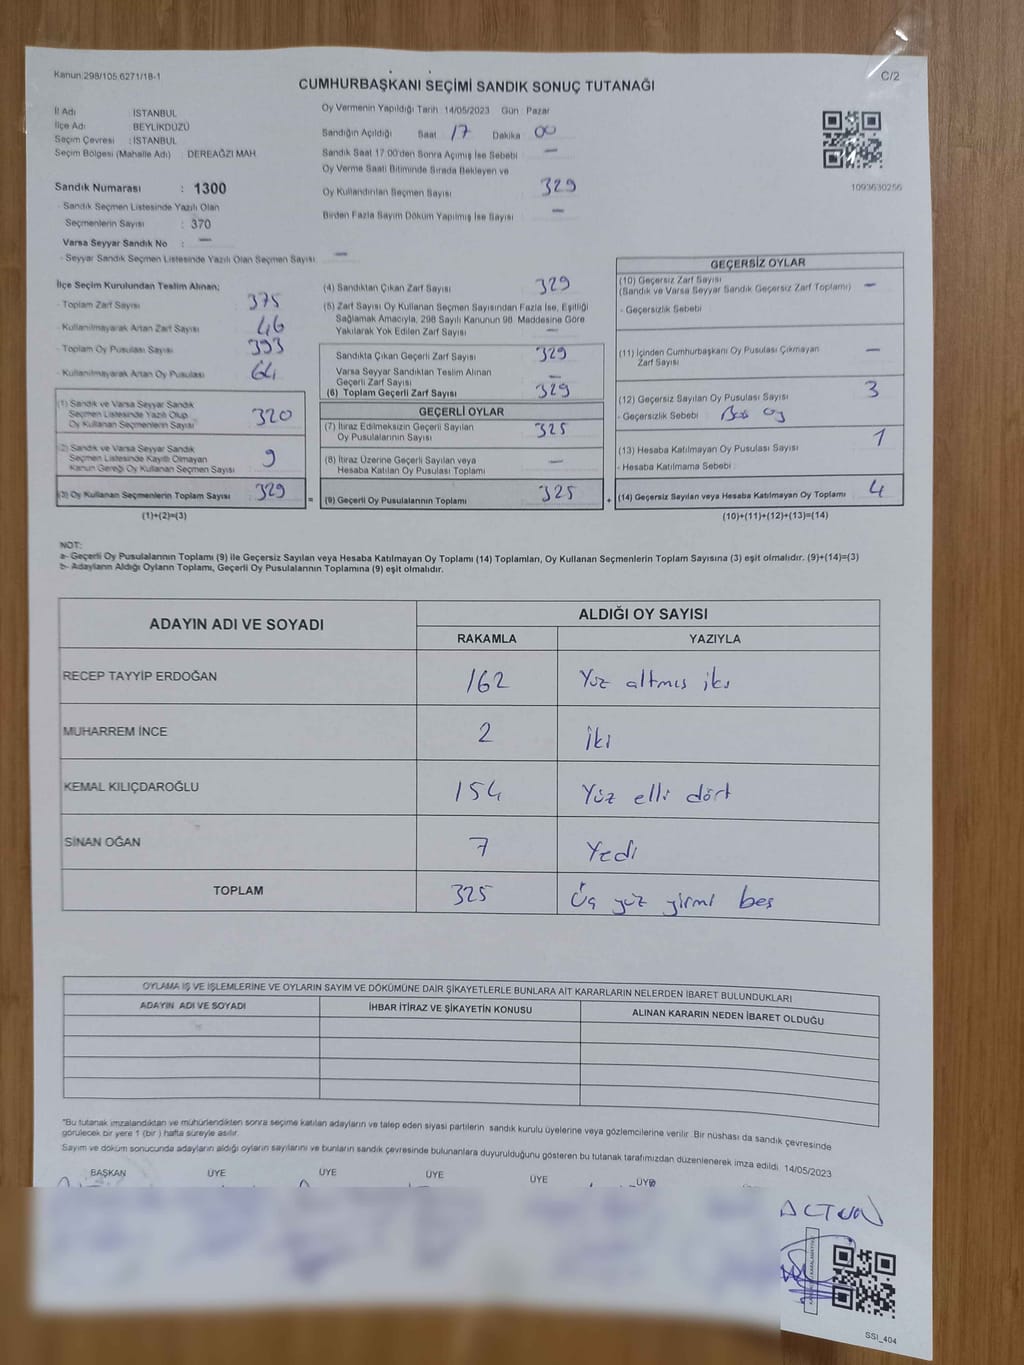 Kanun:298/105,6271/18-1
C/2
CUMHURBAŞKANI SEÇİMİ SANDIK SONUÇ TUTANAĞI
İl Adı : İSTANBUL
İlçe Adı : BEYLİKDÜZÜ
Seçim Çevresi : İSTANBUL
Seçim Bölgesi (Mahalle Adı) : DEREAĞZI MAH.
Sandık Numarası : 1300
- Sandık Seçmen Listesinde Yazılı Olan
Seçmenlerin Sayısı : 370
Varsa Seyyar Sandık No : —
- Seyyar Sandık Seçmen Listesinde Yazılı Olan Seçmen Sayısı: —
Oy Vermenin Yapıldığı Tarih 14/05/2023 Gün Pazar
Sandığın Açıldığı Saat 17 Dakika 00
Sandık Saat 17:00'den Sonra Açılmış İse Sebebi —
Oy Verme Saati Bitiminde Sırada Bekleyen ve
Oy Kullandırılan Seçmen Sayısı 329
Birden Fazla Sayım Döküm Yapılmış İse Sayısı —
1093630256
İlçe Seçim Kurulundan Teslim Alınan;
- Toplam Zarf Sayısı 375
- Kullanılmayarak Artan Zarf Sayısı 46
- Toplam Oy Pusulası Sayısı 393
- Kullanılmayarak Artan Oy Pusulası 64
(1) Sandık ve Varsa Seyyar Sandık
Seçmen Listesinde Yazılı Olup
Oy Kullanan Seçmenlerin Sayısı 320
(2) Sandık ve Varsa Seyyar Sandık
Seçmen Listesinde Kayıtlı Olmayan
Kanun Gereği Oy Kullanan Seçmen Sayısı 9
(3) Oy Kullanan Seçmenlerin Toplam Sayısı 329
(1)+(2)=(3)
(4) Sandıktan Çıkan Zarf Sayısı 329
(5) Zarf Sayısı Oy Kullanan Seçmen Sayısından Fazla İse, Eşitliği
Sağlamak Amacıyla, 298 Sayılı Kanunun 98. Maddesine Göre
Yakılarak Yok Edilen Zarf Sayısı —
Sandıkta Çıkan Geçerli Zarf Sayısı 329
Varsa Seyyar Sandıktan Teslim Alınan
Geçerli Zarf Sayısı —
(6) Toplam Geçerli Zarf Sayısı 329
GEÇERLİ OYLAR
(7) İtiraz Edilmeksizin Geçerli Sayılan
Oy Pusulalarının Sayısı 325
(8) İtiraz Üzerine Geçerli Sayılan veya
Hesaba Katılan Oy Pusulası Toplamı —
= (9) Geçerli Oy Pusulalarının Toplamı 325
GEÇERSİZ OYLAR
(10) Geçersiz Zarf Sayısı
(Sandık ve Varsa Seyyar Sandık Geçersiz Zarf Toplamı) —
- Geçersizlik Sebebi
(11) İçinden Cumhurbaşkanı Oy Pusulası Çıkmayan
Zarf Sayısı —
(12) Geçersiz Sayılan Oy Pusulası Sayısı 3
- Geçersizlik Sebebi Boş oy
(13) Hesaba Katılmayan Oy Pusulası Sayısı 1
- Hesaba Katılmama Sebebi
+ (14) Geçersiz Sayılan veya Hesaba Katılmayan Oy Toplamı 4
(10)+(11)+(12)+(13)=(14)
NOT:
a- Geçerli Oy Pusulalarının Toplamı (9) ile Geçersiz Sayılan veya Hesaba Katılmayan Oy Toplamı (14) Toplamları, Oy Kullanan Seçmenlerin Toplam Sayısına (3) eşit olmalıdır. (9)+(14)=(3)
b- Adayların Aldığı Oyların Toplamı, Geçerli Oy Pusulalarının Toplamına (9) eşit olmalıdır.
ADAYIN ADI VE SOYADI
ALDIĞI OY SAYISI
RAKAMLA YAZIYLA
RECEP TAYYİP ERDOĞAN 162 Yüz altmış iki
MUHARREM İNCE 2 İki
KEMAL KILIÇDAROĞLU 154 Yüz elli dört
SİNAN OĞAN 7 Yedi
TOPLAM 325 Üç yüz yirmi beş
OYLAMA İŞ VE İŞLEMLERİNE VE OYLARIN SAYIM VE DÖKÜMÜNE DAİR ŞİKAYETLERLE BUNLARA AİT KARARLARIN NELERDEN İBARET BULUNDUKLARI
ADAYIN ADI VE SOYADI İHBAR İTİRAZ VE ŞİKAYETİN KONUSU ALINAN KARARIN NEDEN İBARET OLDUĞU
*Bu tutanak imzalandıktan ve mühürlendikten sonra seçime katılan adayların ve talep eden siyasi partilerin sandık kurulu üyelerine veya gözlemcilerine verilir. Bir nüshası da sandık çevresinde
görülecek bir yere 1 (bir) hafta süreyle asılır.
Sayım ve döküm sonucunda adayların aldığı oyların sayılarını ve bunların sandık çevresinde bulunanlara duyurulduğunu gösteren bu tutanak tarafımızdan düzenlenerek imza edildi. 14/05/2023
BAŞKAN ÜYE ÜYE ÜYE ÜYE ÜYE
SSI_404